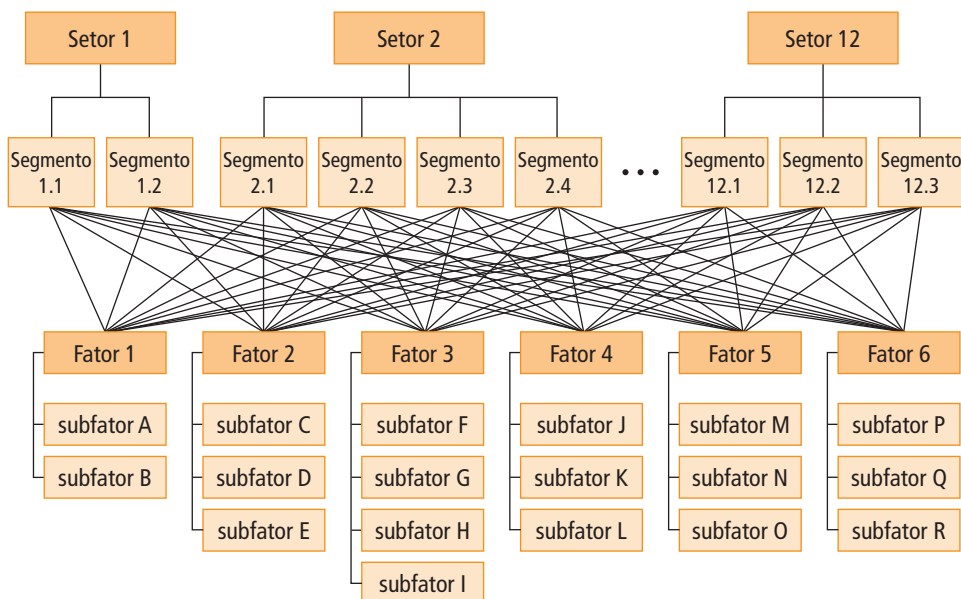 Setor 1
Setor 2
Setor 12
Segmento
1.1
Segmento
1.2
Segmento
2.1
Segmento
2.2
Segmento
2.3
Segmento
2.4
...
Segmento
12.1
Segmento
12.2
Segmento
12.3
Fator 1
Fator 2
Fator 3
Fator 4
Fator 5
Fator 6
subfator A
subfator C
subfator F
subfator J
subfator M
subfator P
subfator B
subfator D
subfator G
subfator K
subfator N
subfator Q
subfator E
subfator H
subfator L
subfator O
subfator R
subfator I